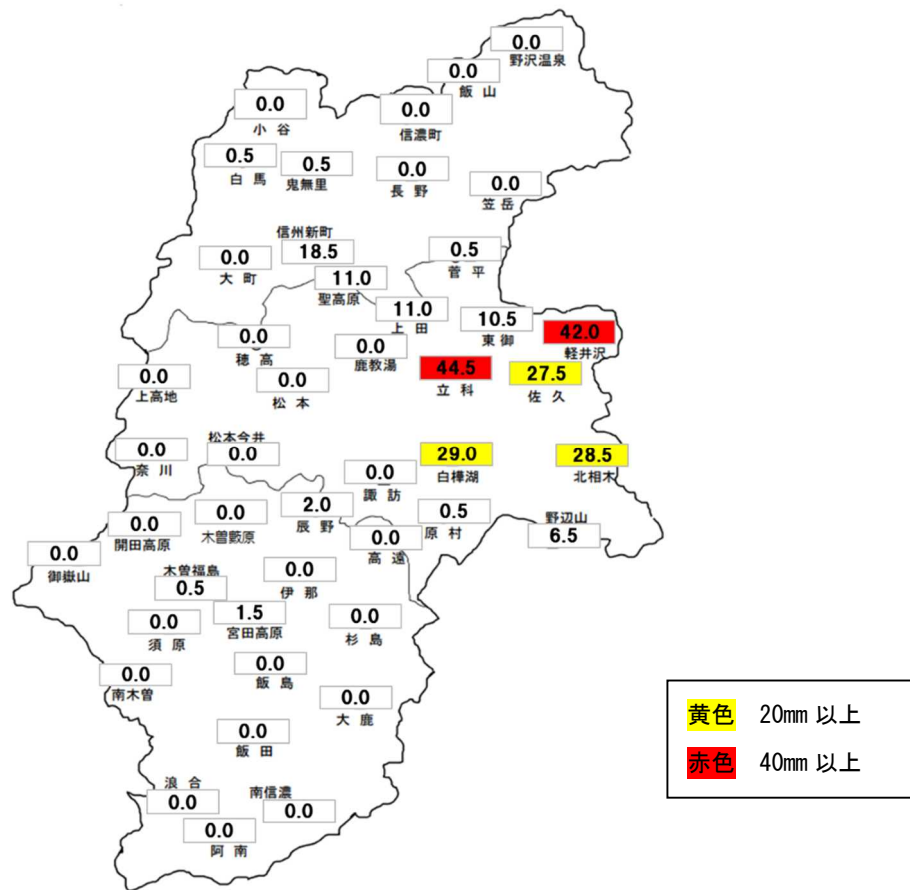 0.0
野沢温泉
0.0
飯 山
0.0
小 谷
0.0
信濃町
0.5
白 馬
0.5
鬼無里
0.0
長 野
0.0
笠 岳
信州新町
18.5
0.0
大 町
0.5
菅 平
11.0
聖高原
11.0
上 田
10.5
東 御
42.0
軽井沢
0.0
穂 高
0.0
鹿教湯
44.5
立 科
27.5
佐 久
0.0
上高地
0.0
松 本
0.0
奈 川
松本今井
0.0
29.0
白樺湖
28.5
北相木
0.0
諏 訪
0.0
開田高原
0.0
木曽藪原
2.0
辰 野
0.5
原 村
野辺山
6.5
0.0
高 遠
0.0
御嶽山
木曽福島
0.5
0.0
伊 那
0.0
須 原
1.5
宮田高原
0.0
杉 島
0.0
南木曽
0.0
飯 島
0.0
大 鹿
0.0
飯 田
浪 合
0.0
南信濃
0.0
0.0
阿 南
黄色 20mm 以上
赤色 40mm 以上